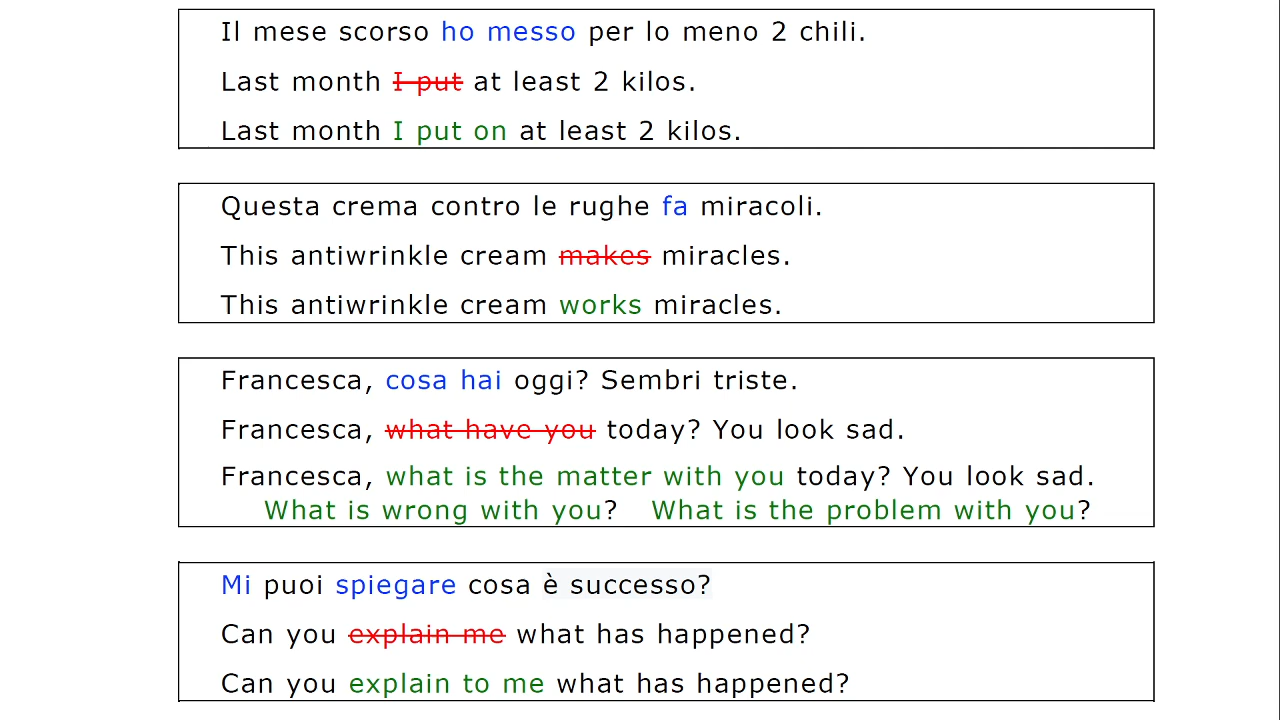 Il mese scorso ho messo per lo meno 2 chili.
Last month I put at least 2 kilos.
Last month I put on at least 2 kilos.
Questa crema contro le rughe fa miracoli.
This antiwrinkle cream makes miracles.
This antiwrinkle cream works miracles.
Francesca, cosa hai oggi? Sembri triste.
Francesca, what have you today? You look sad.
Francesca, what is the matter with you today? You look sad.
What is wrong with you? What is the problem with you?
Mi puoi spiegare cosa è successo?
Can you explain me what has happened?
Can you explain to me what has happened?